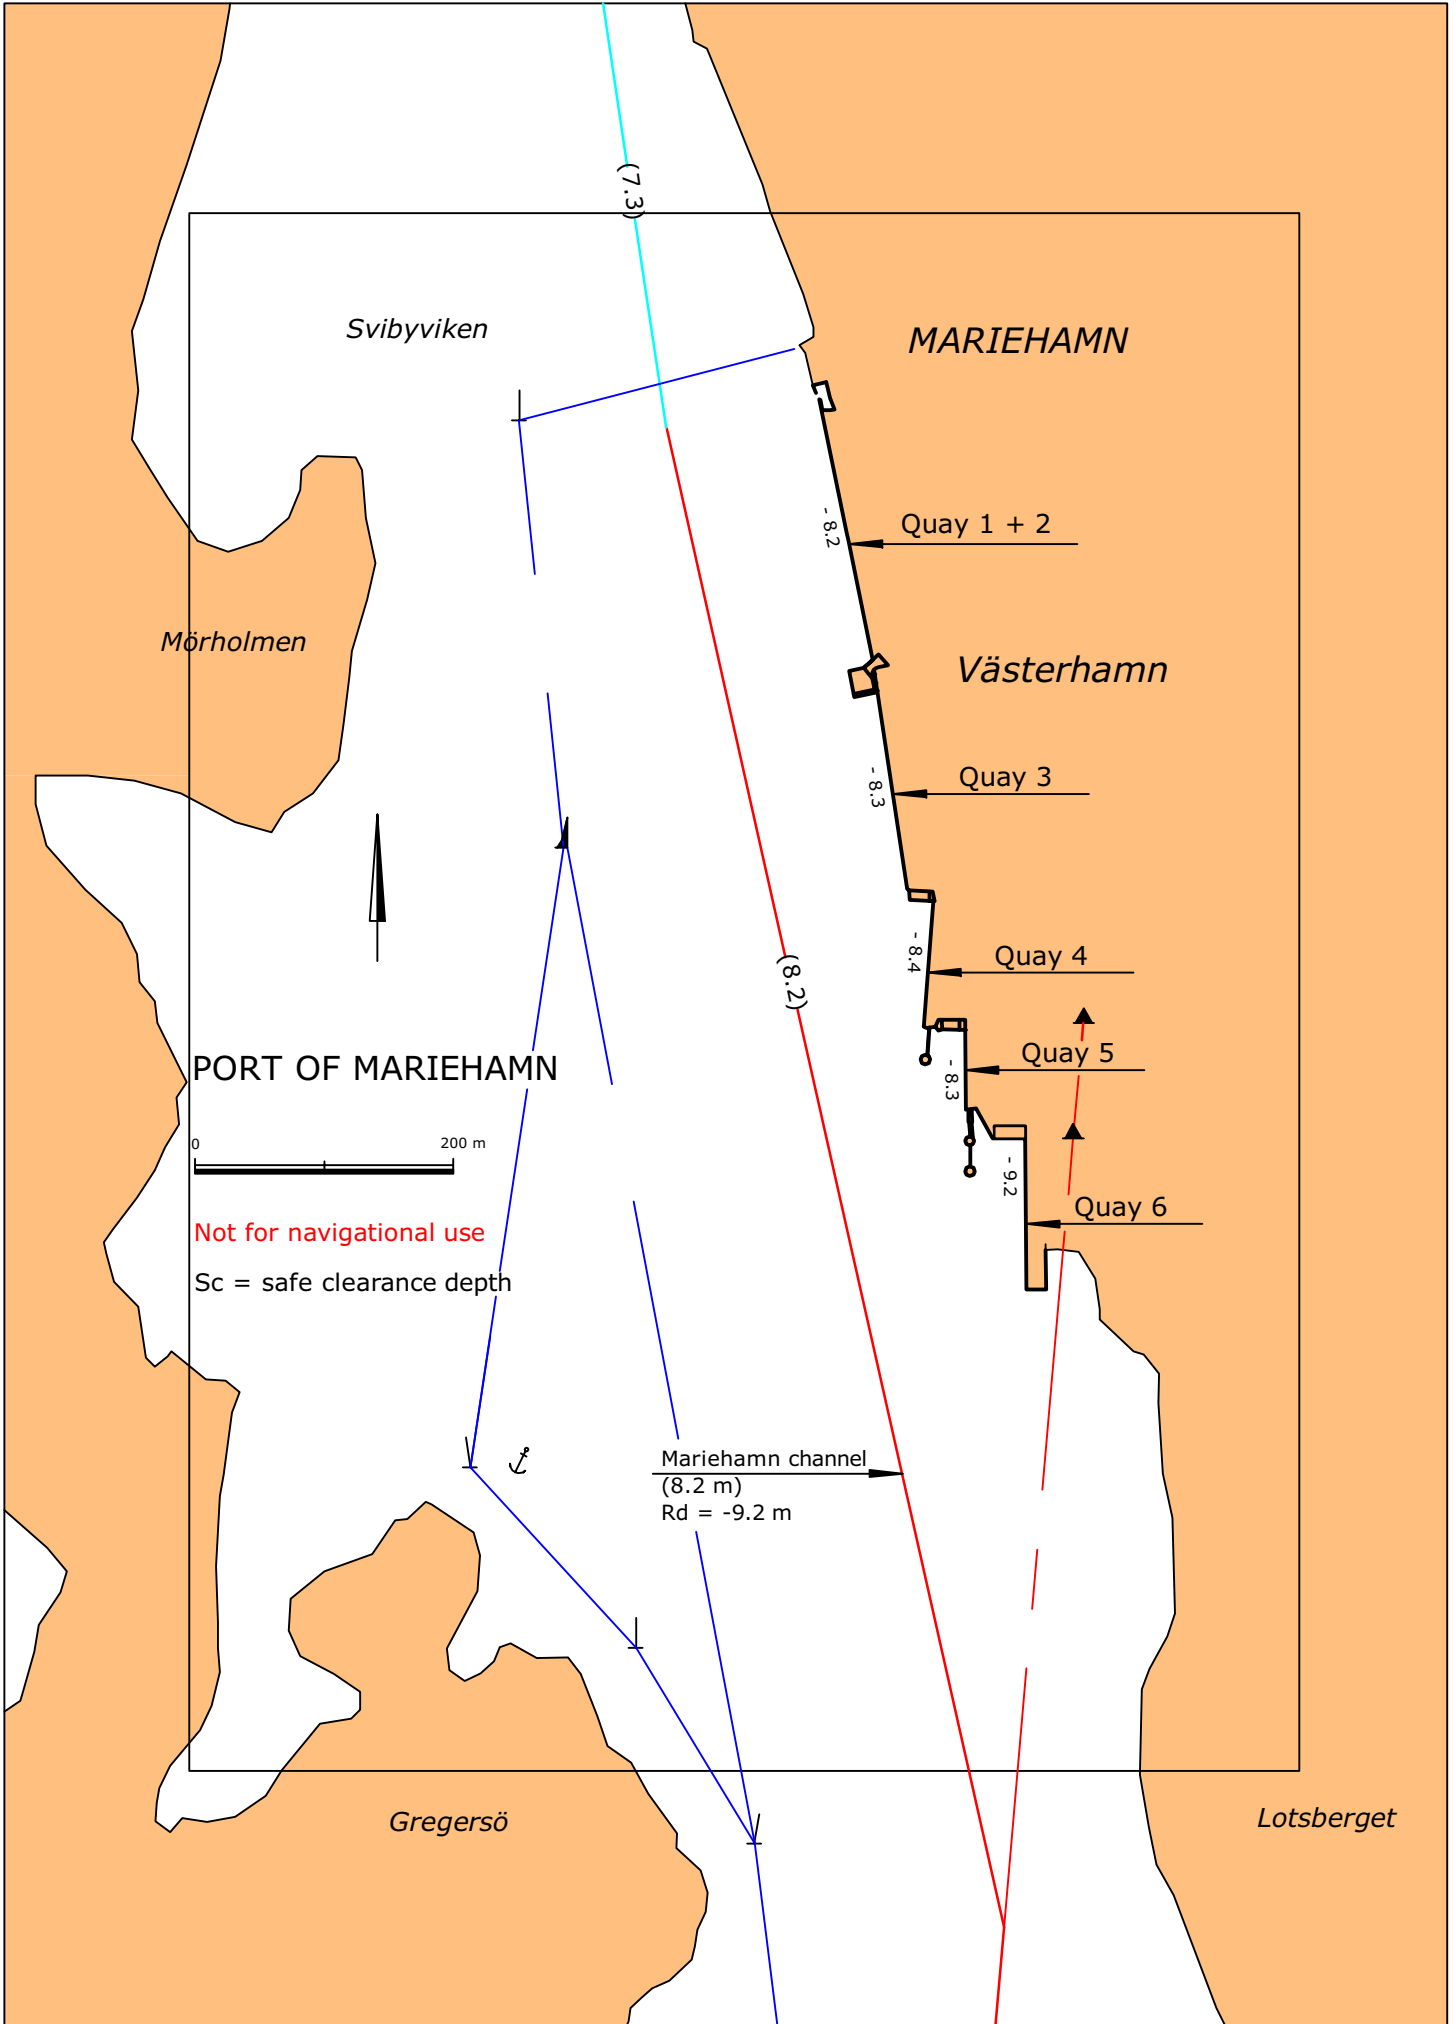 (7.3)
Svibyviken
MARIEHAMN
- 8.2
Quay 1 + 2
Mörholmen
Västerhamn
- 8.3
Quay 3
- 8.4
Quay 4
(8.2)
PORT OF MARIEHAMN
- 8.3
Quay 5
0
200 m
- 9.2
Quay 6
Not for navigational use
Sc = safe clearance depth
Mariehamn channel
(8.2 m)
Rd = -9.2 m
Gregersö
Lotsberget